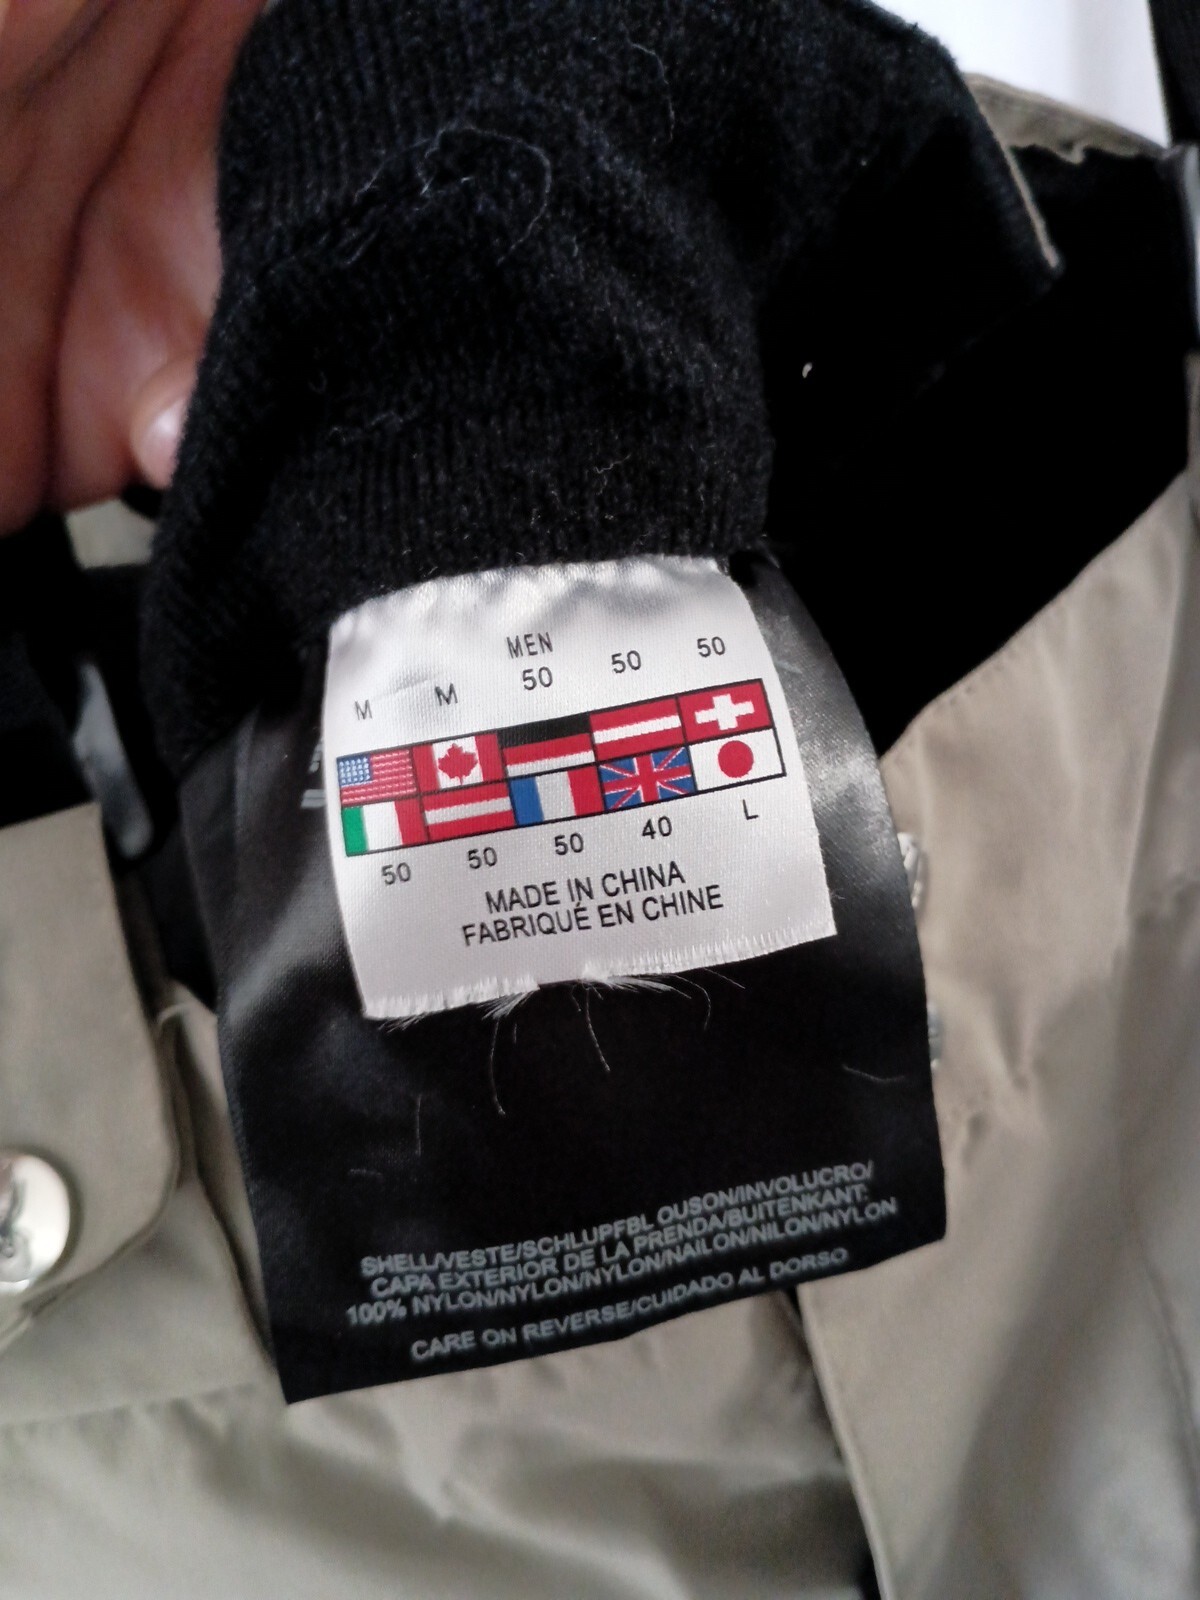 MEN
M M 50 50 50
50 50 50 40 L
MADE IN CHINA
FABRIQUÉ EN CHINE
SHELL/VESTE/SCHLUPFBL OUSON/INVOLUCRO/
CAPA EXTERIOR DE LA PRENDA/BUITENKANT:
100% NYLON/NYLON/NYLON/NAILON/NILON/NYLON
CARE ON REVERSE/CUIDADO AL DORSO